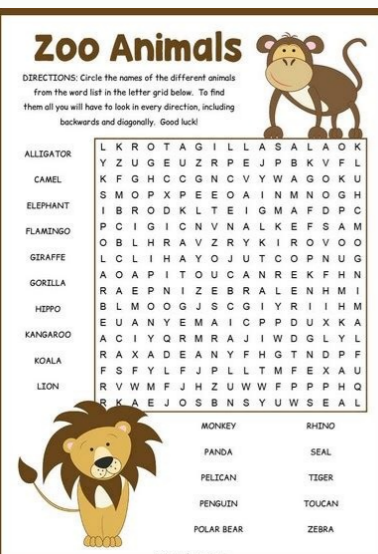 Zoo Animals
DIRECTIONS: Circle the names of the different animals
from the word list in the letter grid below. To find
them all you will have to look in every direction, including
backwards and diagonally. Good luck!
ALLIGATOR
CAMEL
ELEPHANT
FLAMINGO
GIRAFFE
GORILLA
HIPPO
KANGAROO
KOALA
LION
L K R O T A G I L L A S A L A O K
Y Z U G E U Z R P E J P B K V F L
K F G H C C G N C V Y W A G O K U
S M O P X P E E O A I N M N O G H
I B R O D K L T E I G M A F D P C
P C I G I C N V N A L K E F S A M
O B L H R A V Z R Y K I R O V O O
L C L I H A Y O J U T C O P N U G
A O A P I T O U C A N R E K F H N
R A E P N I Z E B R A L E N H M I
B L M O O G J S C G I Y R I I H M
E U A N Y E M A I C P P D U X K A
A C I Y Q R M R A J I W D G L Y L
R A X A D E A N Y F H G T N D P F
F S F Y L F J P L L T M F E X A U
R V W M F J H Z U W W F P P P H Q
R K A E J O S B N S Y U W S E A L
MONKEY RHINO
PANDA SEAL
PELICAN TIGER
PENGUIN TOUCAN
POLAR BEAR ZEBRA